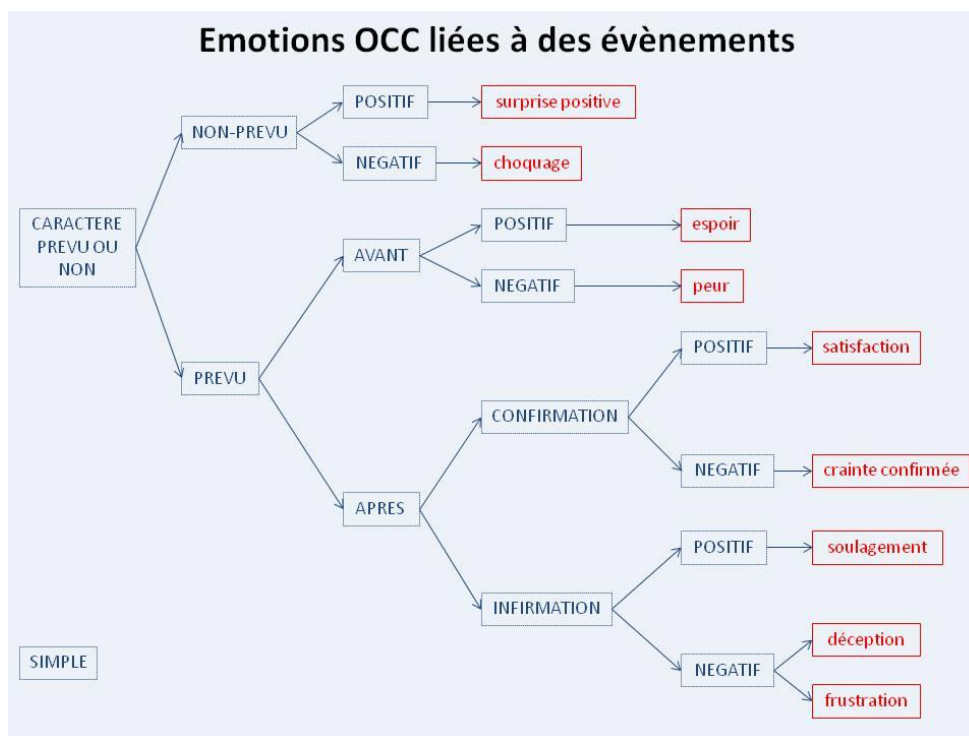 Emotions OCC liées à des évènements
POSITIF
surprise positive
NON-PREVU
NEGATIF
choquage
CARACTERE
PREVU OU
NON
POSITIF
espoir
AVANT
NEGATIF
peur
PREVU
POSITIF
satisfaction
CONFIRMATION
NEGATIF
crainte confirmée
APRES
POSITIF
soulagement
INFIRMATION
déception
NEGATIF
frustration
SIMPLE